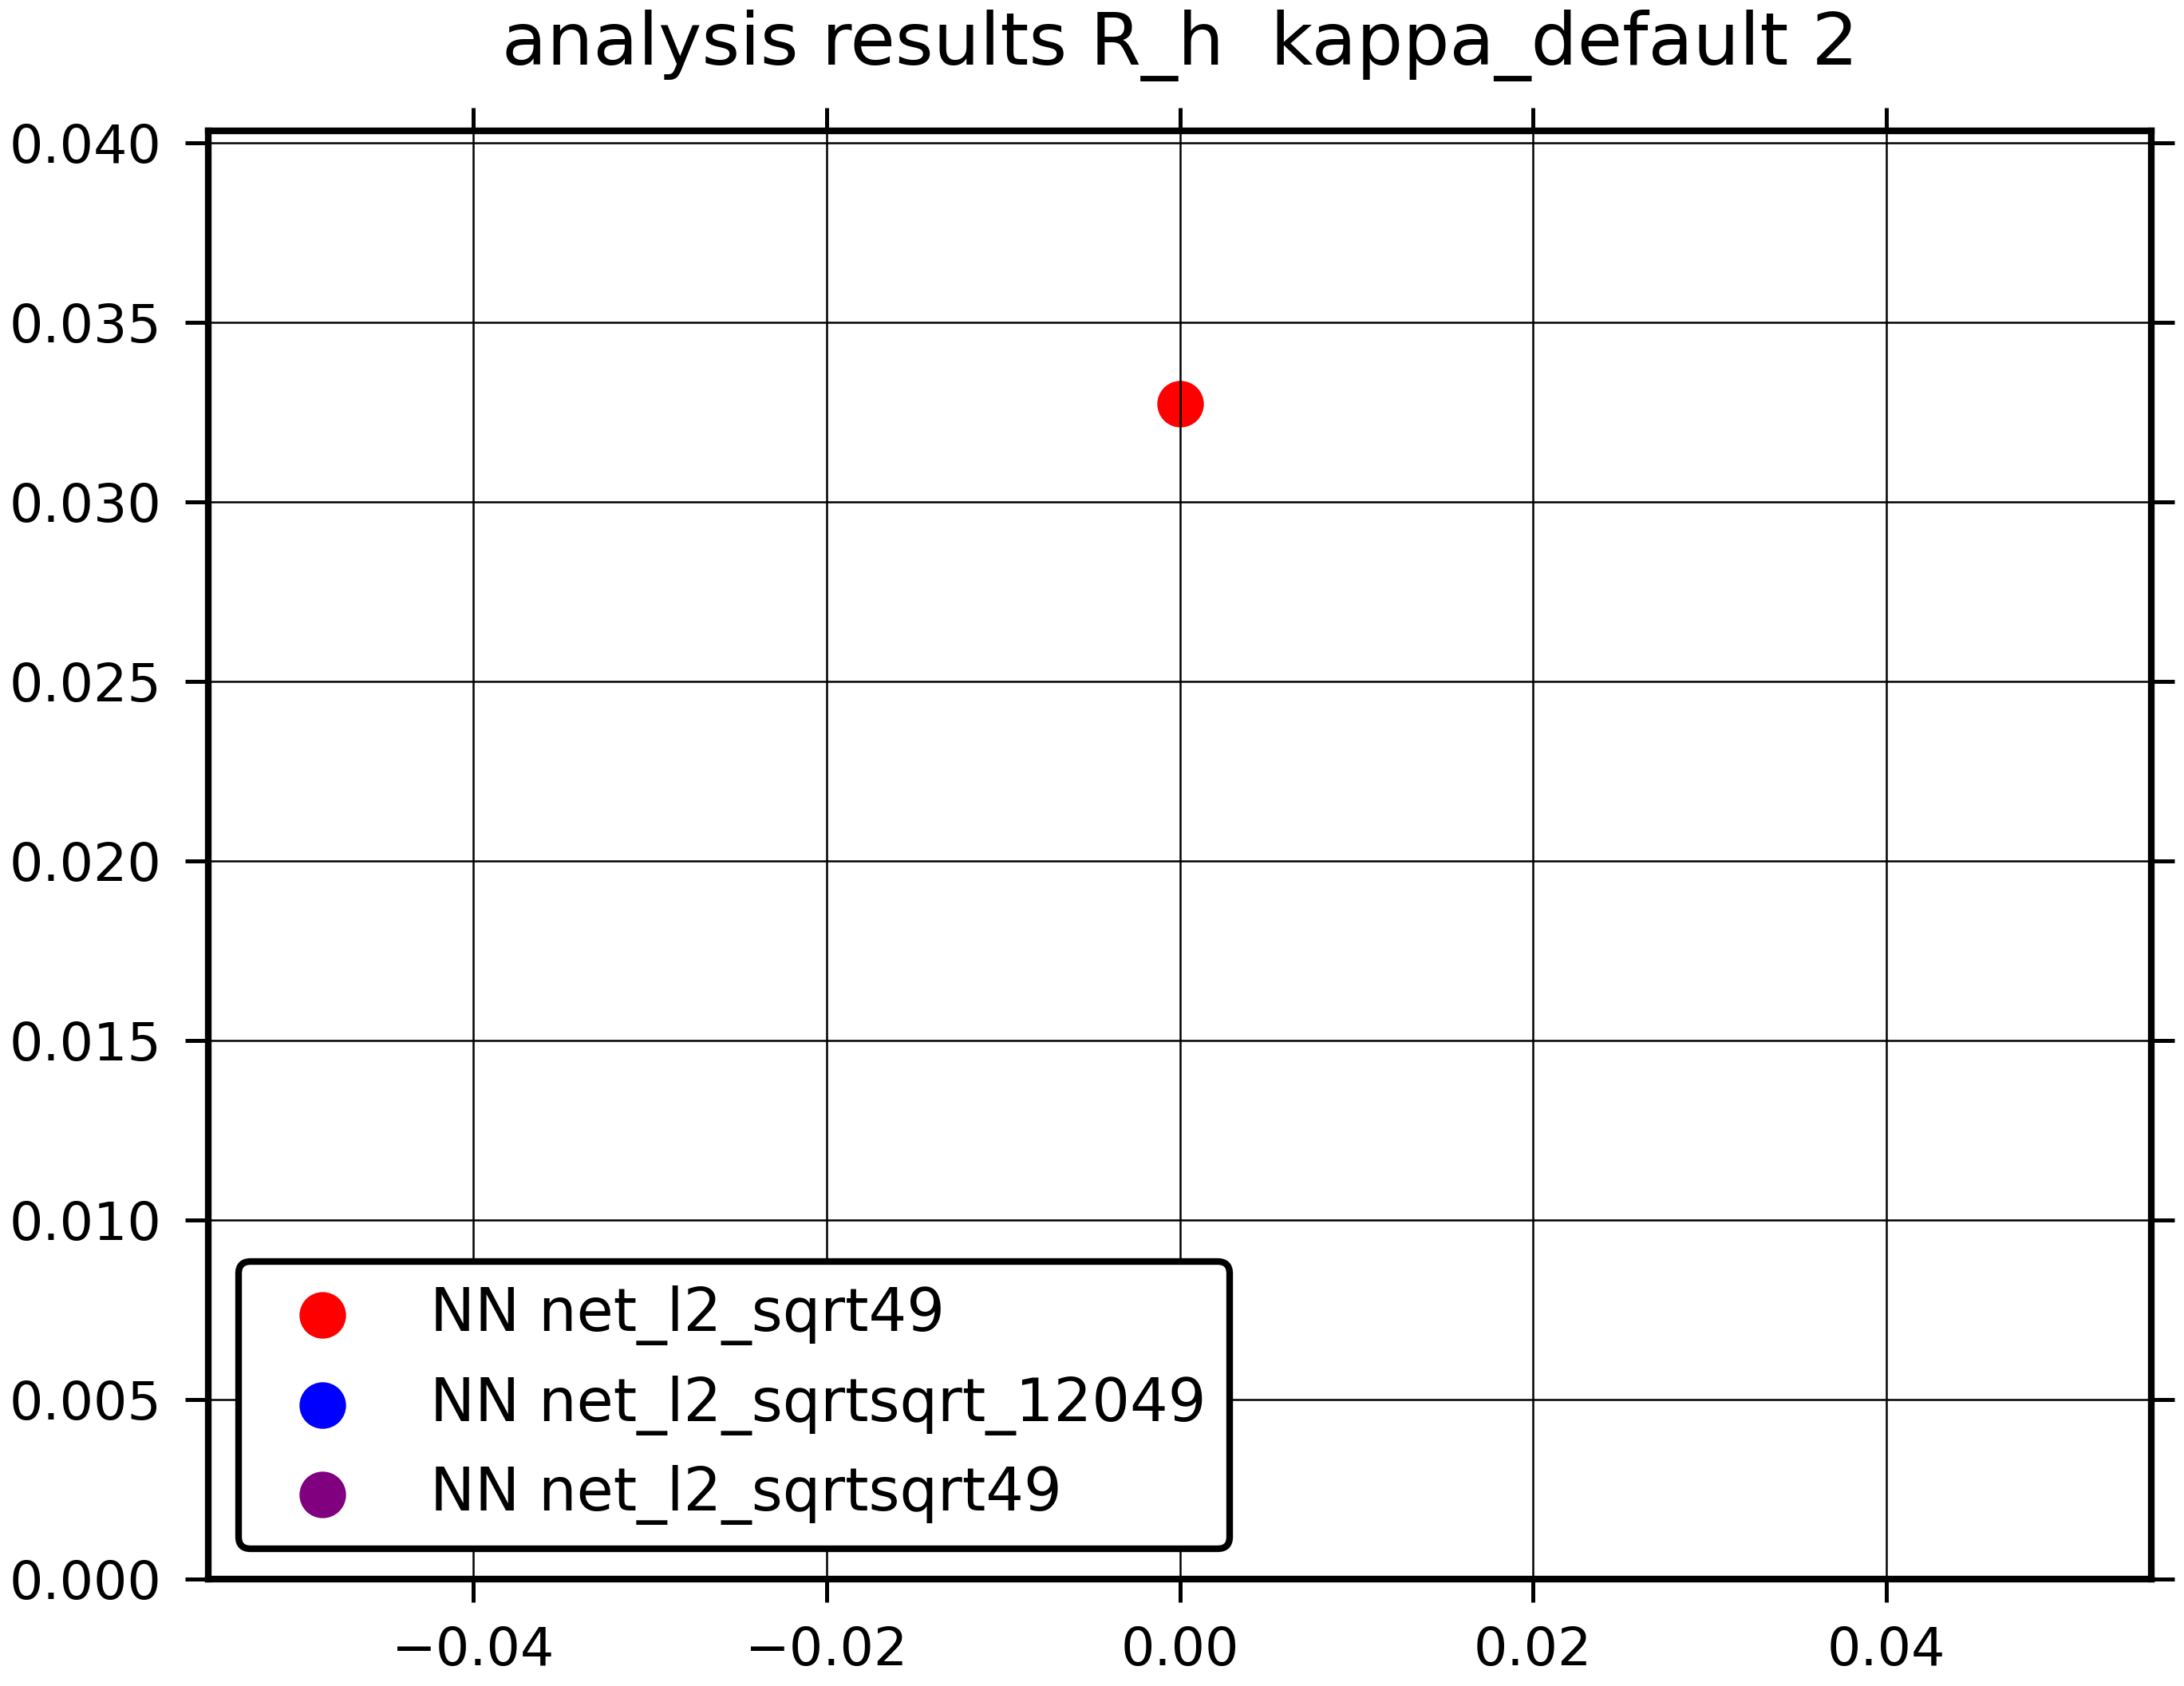 analysis results R_h  kappa_default 2
0.040
0.035
0.030
0.025
0.020
0.015
0.010
0.005
0.000
NN net_l2_sqrt49
NN net_l2_sqrtsqrt_12049
NN net_l2_sqrtsqrt49
−0.04 −0.02 0.00 0.02 0.04